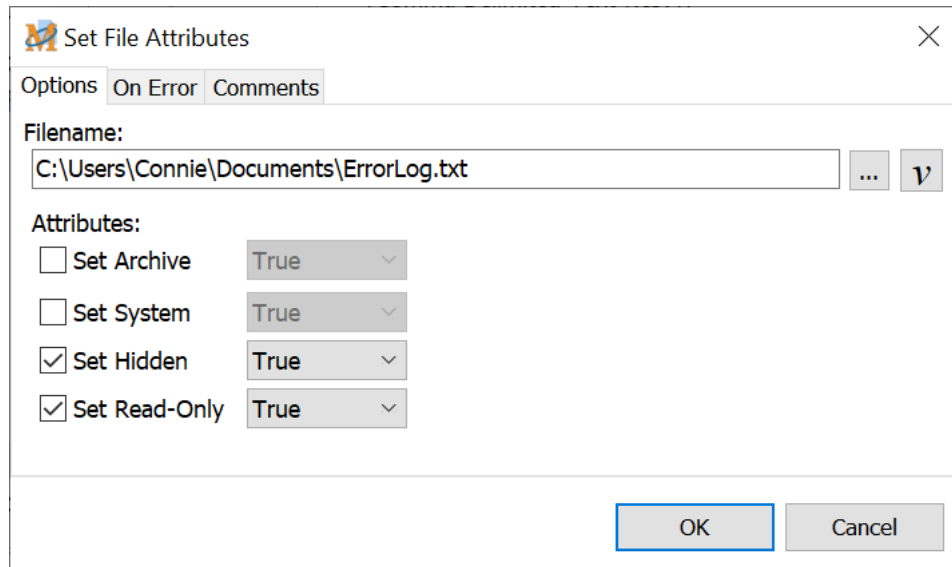 Set File Attributes
Options On Error Comments
Filename:
C:\Users\Connie\Documents\ErrorLog.txt ... v
Attributes:
Set Archive True
Set System True
Set Hidden True
Set Read-Only True
OK Cancel